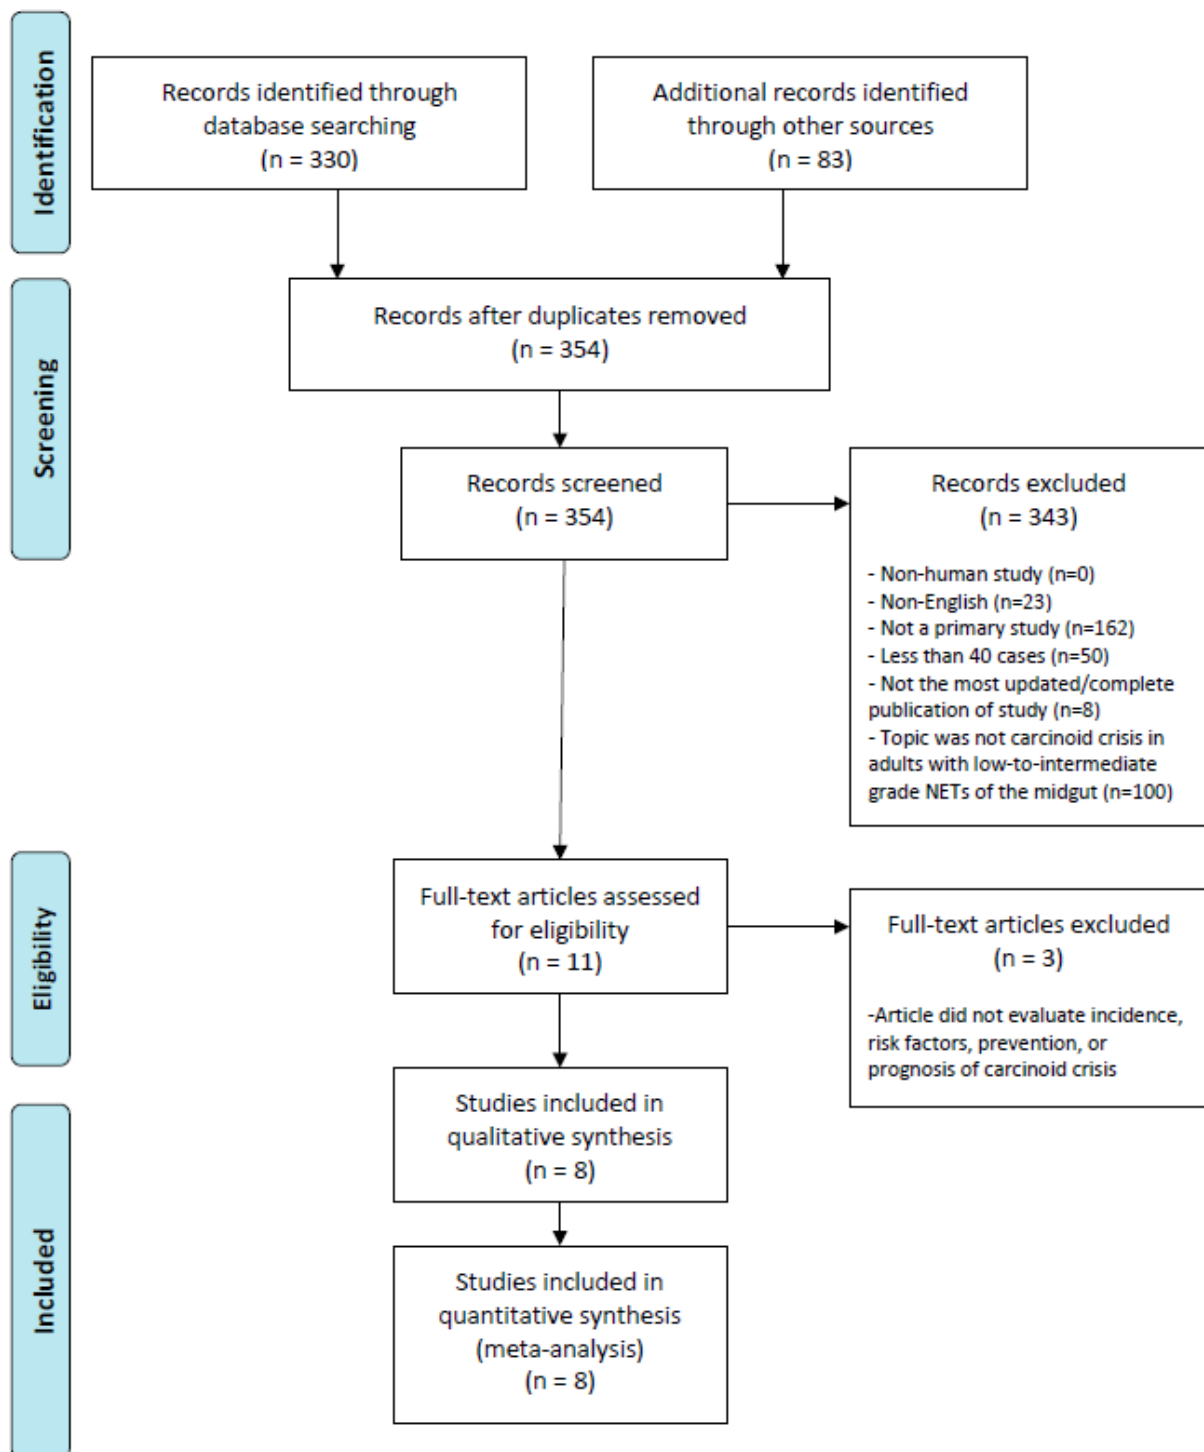 Identification
Records identified through
database searching
(n = 330)
Additional records identified
through other sources
(n = 83)
Screening
Records after duplicates removed
(n = 354)
Records screened
(n = 354)
Records excluded
(n = 343)
- Non-human study (n=0)
- Non-English (n=23)
- Not a primary study (n=162)
- Less than 40 cases (n=50)
- Not the most updated/complete
publication of study (n=8)
- Topic was not carcinoid crisis in
adults with low-to-intermediate
grade NETs of the midgut (n=100)
Eligibility
Full-text articles assessed
for eligibility
(n = 11)
Full-text articles excluded
(n = 3)
-Article did not evaluate incidence,
risk factors, prevention, or
prognosis of carcinoid crisis
Included
Studies included in
qualitative synthesis
(n = 8)
Studies included in
quantitative synthesis
(meta-analysis)
(n = 8)